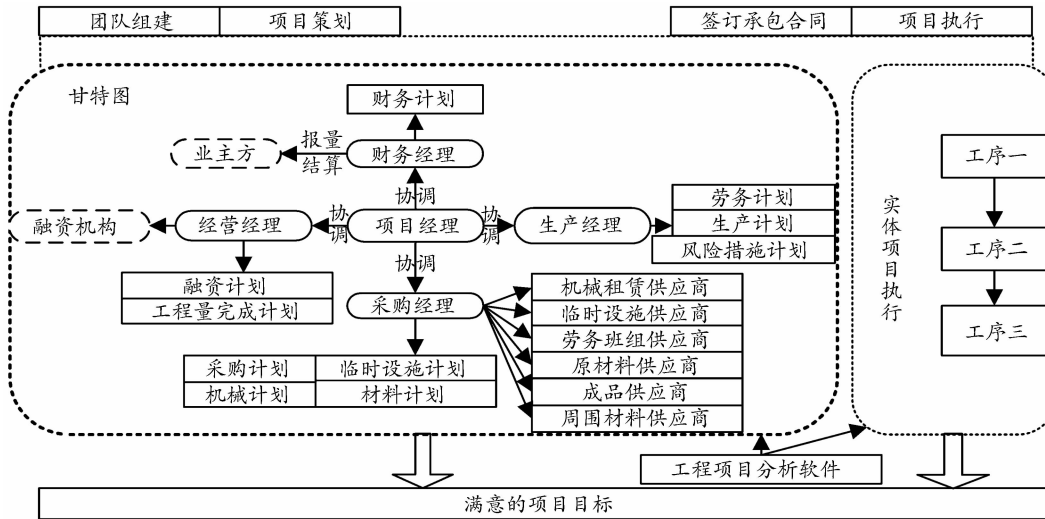 团队组建
项目策划
签订承包合同
项目执行
甘特图
财务计划
业主方
报量
结算
财务经理
协调
融资机构
经营经理
协
调
项目经理
协
调
生产经理
劳务计划
生产计划
风险措施计划
协调
融资计划
工程量完成计划
采购经理
机械租赁供应商
临时设施供应商
劳务班组供应商
原材料供应商
成品供应商
周围材料供应商
采购计划
临时设施计划
机械计划
材料计划
实体项目执行
工序一
工序二
工序三
工程项目分析软件
满意的项目目标